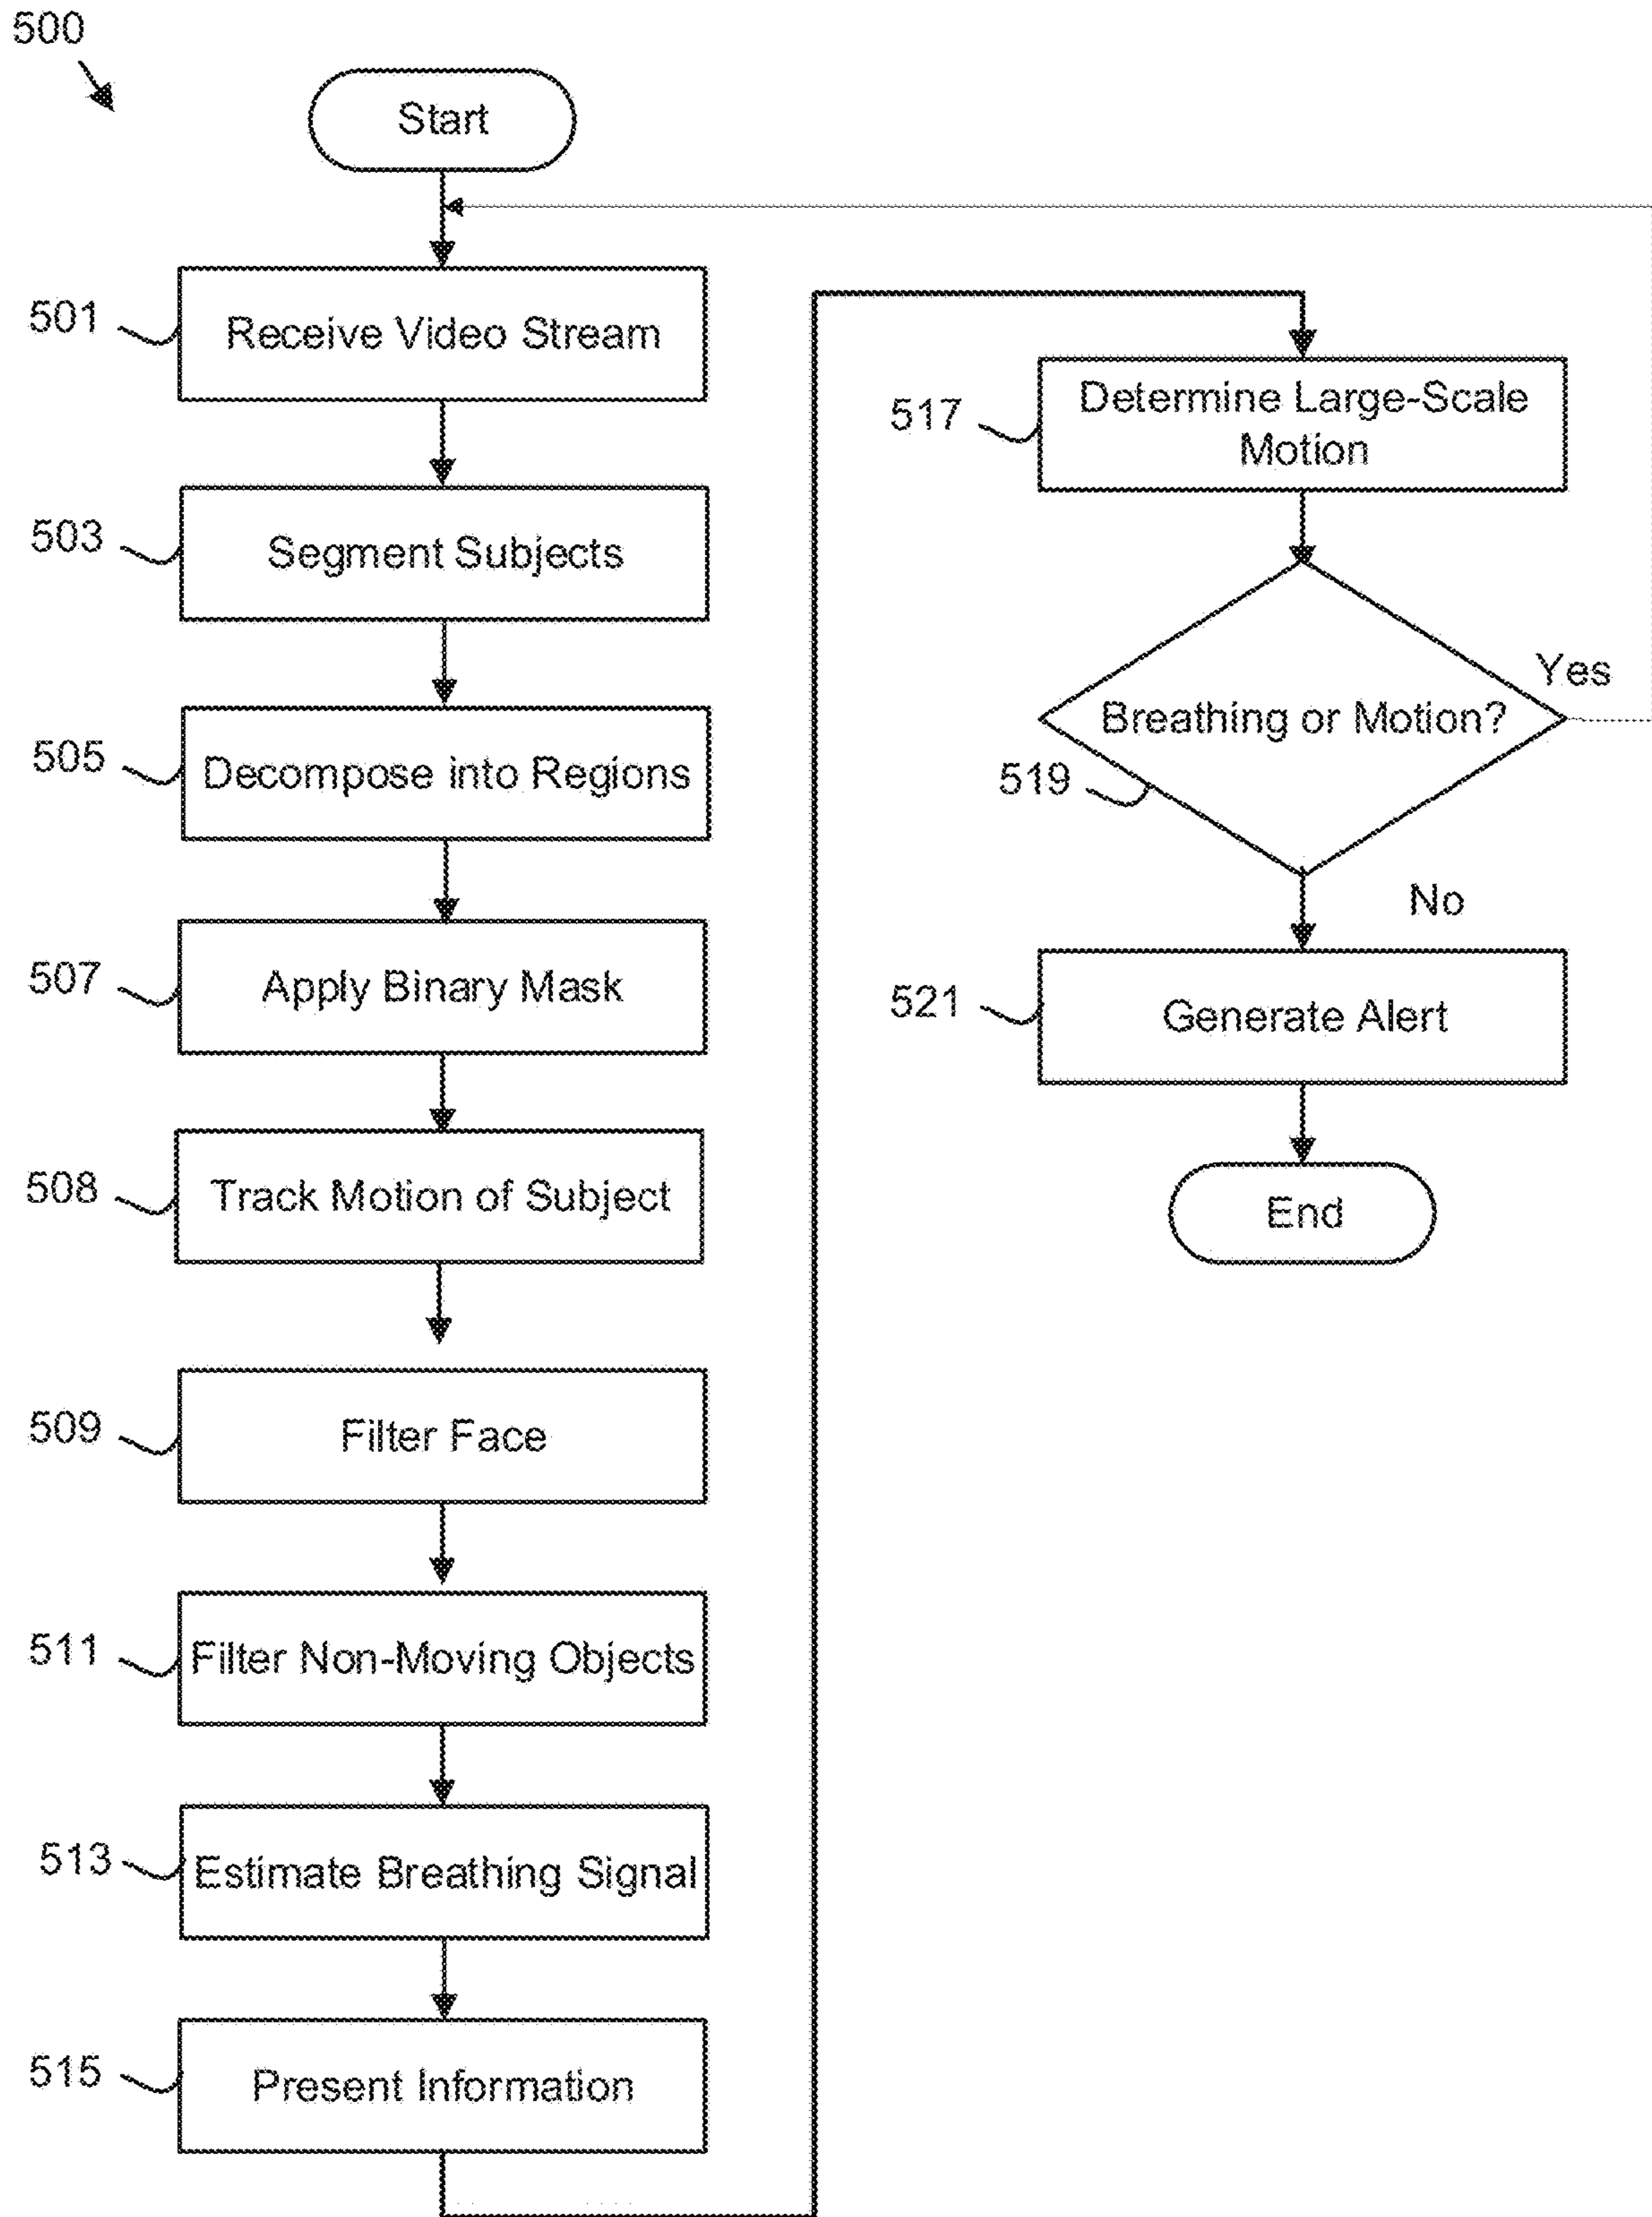 500
Start
501
Receive Video Stream
503
Segment Subjects
505
Decompose into Regions
507
Apply Binary Mask
508
Track Motion of Subject
509
Filter Face
511
Filter Non-Moving Objects
513
Estimate Breathing Signal
515
Present Information
517
Determine Large-Scale
Motion
Yes
Breathing or Motion?
519
No
521
Generate Alert
End